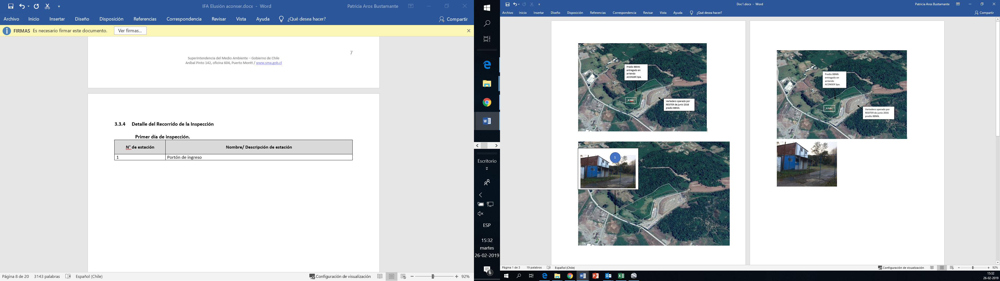 IFA Elusión aconser.docx - Word
Patricia Aros Bustamante
Archivo Inicio Insertar Diseño Disposición Referencias Correspondencia Revisar Vista Ayuda ¿Qué desea hacer? Compartir
FIRMAS Es necesario firmar este documento. Ver firmas...
7
Superintendencia del Medio Ambiente – Gobierno de Chile
Aníbal Pinto 142, oficina 604, Puerto Montt / www.sma.gob.cl
3.3.4 Detalle del Recorrido de la Inspección
Primer día de inspección.
N° de estación Nombre/ Descripción de estación
1 Portón de ingreso
Página 8 de 20 3143 palabras Español (Chile) Configuración de visualización 92%
Escritorio
ESP
15:32
martes
26-02-2019
6
Doc1.docx - Word
Patricia Aros Bustamante
Archivo Inicio Insertar Diseño Disposición Referencias Correspondencia Revisar Vista Ayuda ¿Qué desea hacer? Compartir
Predio BBNN
entregado en
arriendo
ACONSER Spa.
6 hás.
Vertedero operado por
RESITER de junio 2016
predio BBNN.
1
Predio BBNN
entregado en
arriendo
ACONSER Spa.
6 hás.
Vertedero operado por
RESITER de junio 2016
predio BBNN.
Página 1 de 3 19 palabras Español (Chile) Configuración de visualización 92%
15:32
26-02-2019